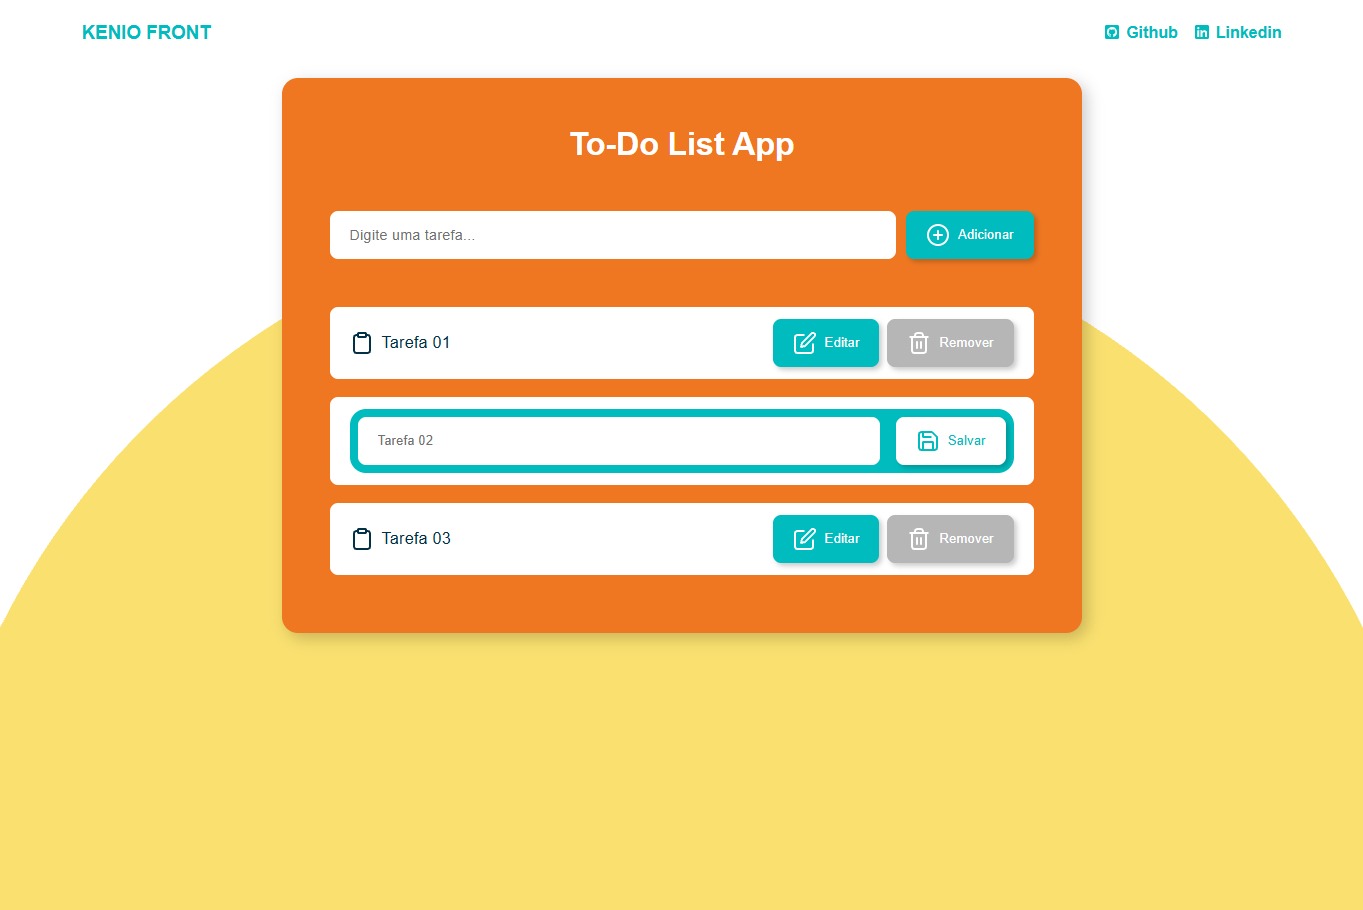 KENIO FRONT
Github Linkedin
To-Do List App
Digite uma tarefa... Adicionar
Tarefa 01 Editar Remover
Tarefa 02 Salvar
Tarefa 03 Editar Remover